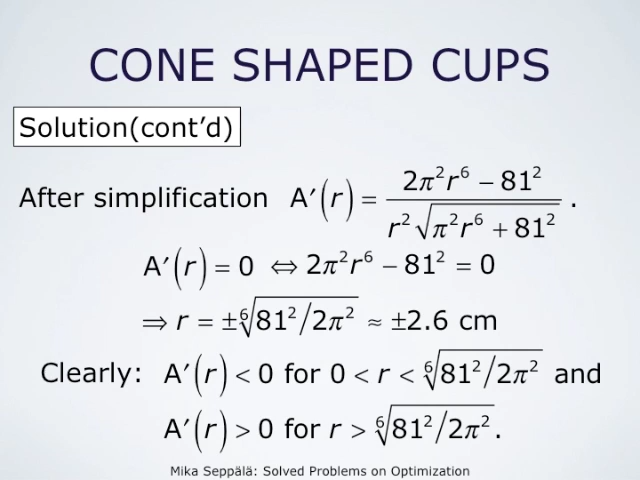 CONE SHAPED CUPS
Solution(cont’d)
After simplification A′(r) = (2π²r⁶ − 81²) / (r²√(π²r⁶ + 81²)) .
A′(r) = 0 ⇔ 2π²r⁶ − 81² = 0
⇒ r = ±⁶√(81²/2π²) ≈ ±2.6 cm
Clearly: A′(r) < 0 for 0 < r < ⁶√(81²/2π²) and
A′(r) > 0 for r > ⁶√(81²/2π²).
Mika Seppälä: Solved Problems on Optimization